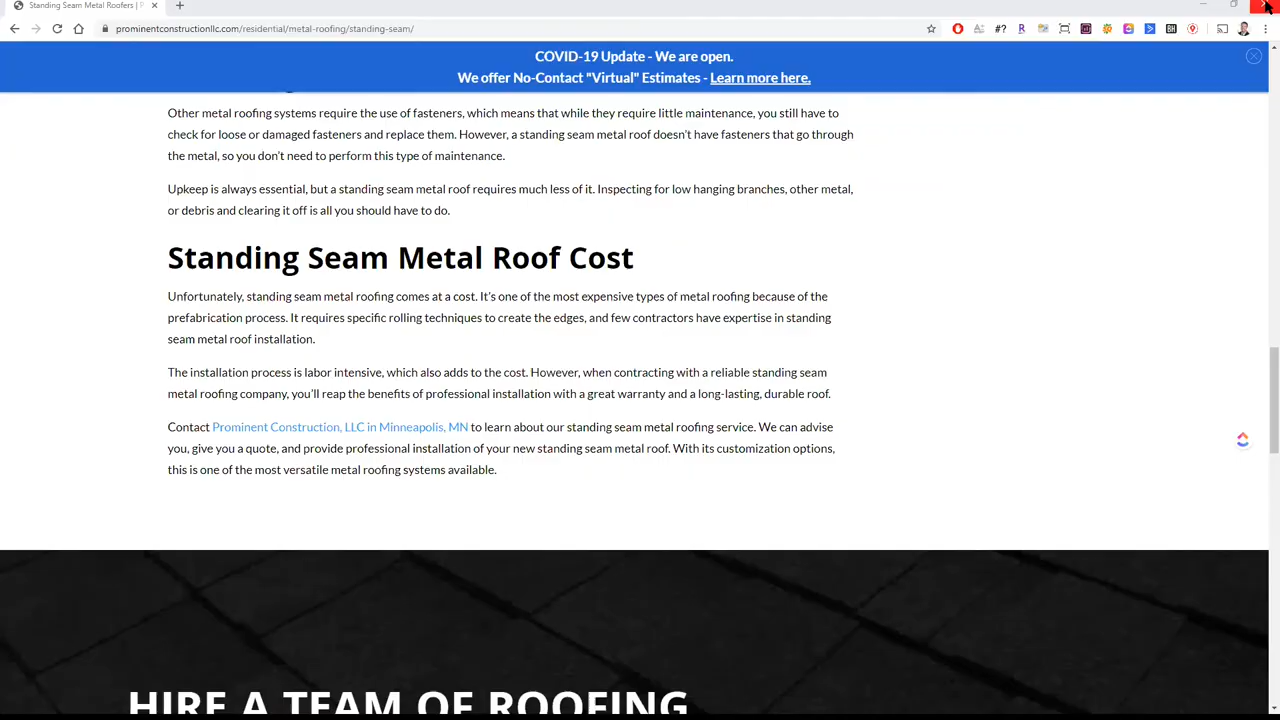 Standing Seam Metal Roofers | P
prominentconstructionllc.com/residential/metal-roofing/standing-seam/
COVID-19 Update - We are open.
We offer No-Contact "Virtual" Estimates - Learn more here.
Other metal roofing systems require the use of fasteners, which means that while they require little maintenance, you still have to
check for loose or damaged fasteners and replace them. However, a standing seam metal roof doesn’t have fasteners that go through
the metal, so you don’t need to perform this type of maintenance.
Upkeep is always essential, but a standing seam metal roof requires much less of it. Inspecting for low hanging branches, other metal,
or debris and clearing it off is all you should have to do.
Standing Seam Metal Roof Cost
Unfortunately, standing seam metal roofing comes at a cost. It’s one of the most expensive types of metal roofing because of the
prefabrication process. It requires specific rolling techniques to create the edges, and few contractors have expertise in standing
seam metal roof installation.
The installation process is labor intensive, which also adds to the cost. However, when contracting with a reliable standing seam
metal roofing company, you’ll reap the benefits of professional installation with a great warranty and a long-lasting, durable roof.
Contact Prominent Construction, LLC in Minneapolis, MN to learn about our standing seam metal roofing service. We can advise
you, give you a quote, and provide professional installation of your new standing seam metal roof. With its customization options,
this is one of the most versatile metal roofing systems available.
HIRE A TEAM OF ROOFING